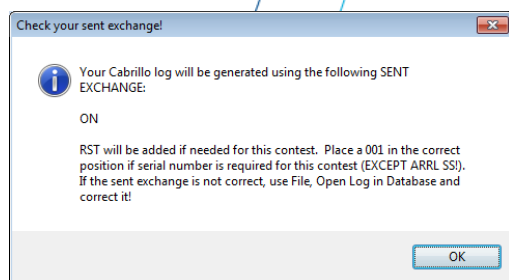 Check your sent exchange!
Your Cabrillo log will be generated using the following SENT
EXCHANGE:
ON
RST will be added if needed for this contest.  Place a 001 in the correct
position if serial number is required for this contest (EXCEPT ARRL SS!).
If the sent exchange is not correct, use File, Open Log in Database and
correct it!
OK